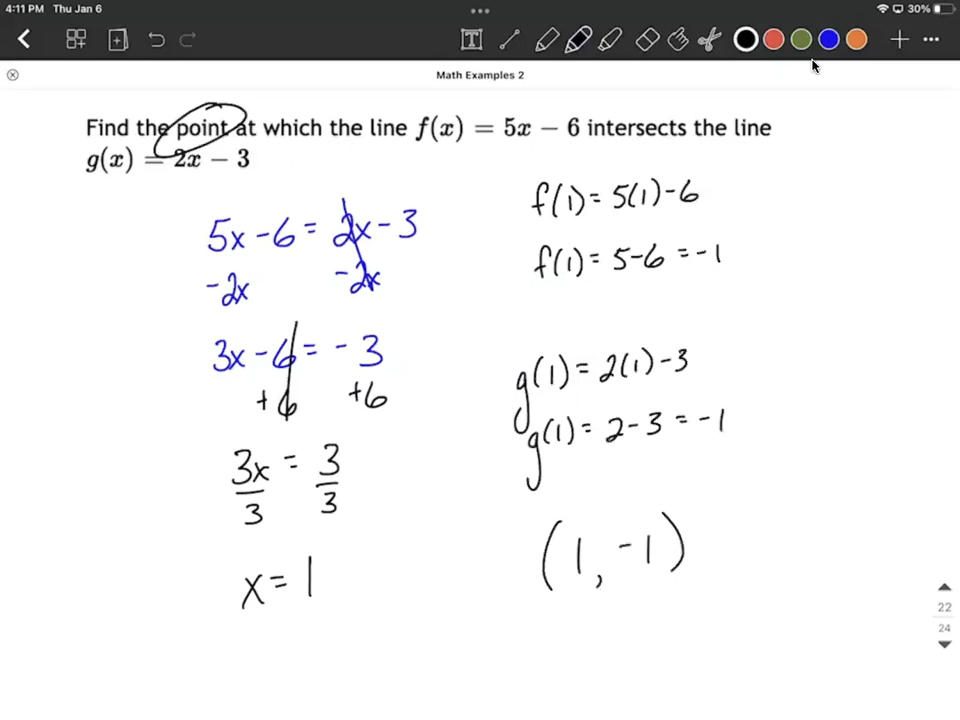 4:11 PM Thu Jan 6
30%
Math Examples 2
Find the point at which the line f(x) = 5x − 6 intersects the line
g(x) = 2x − 3
5x - 6 = 2x - 3
-2x -2x
3x - 6 = - 3
+6 +6
3x = 3
3 3
x = 1
f(1) = 5(1) - 6
f(1) = 5 - 6 = -1
g(1) = 2(1) - 3
g(1) = 2 - 3 = -1
(1, -1)
22
24